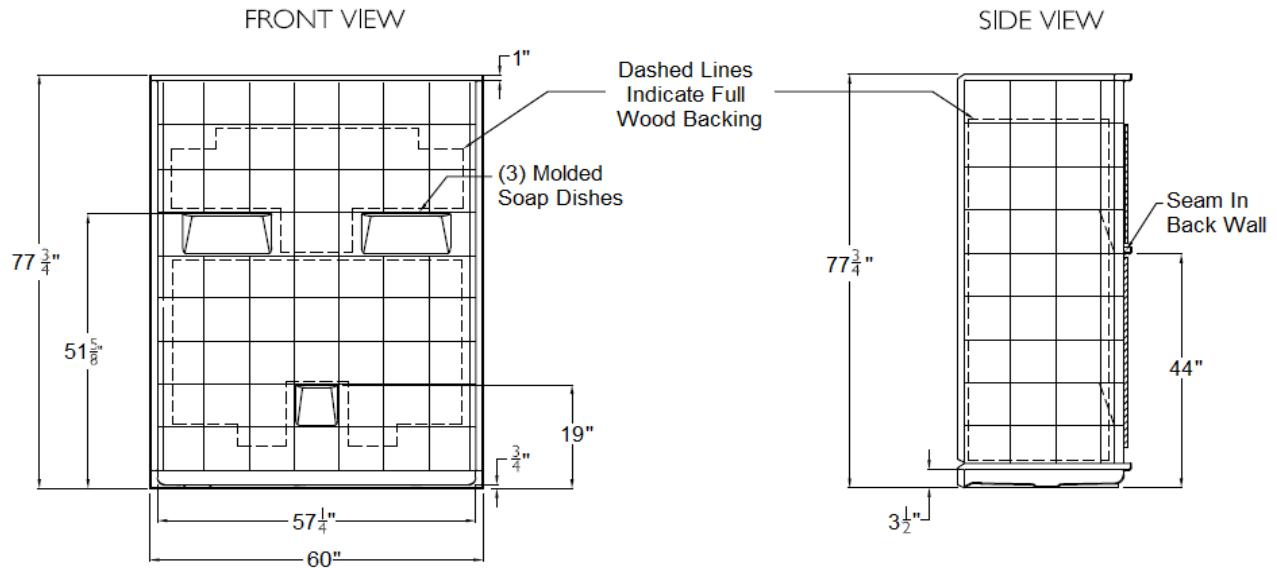 FRONT VIEW
SIDE VIEW
1"
Dashed Lines
Indicate Full
Wood Backing
(3) Molded
Soap Dishes
Seam In
Back Wall
77 3/4"
77 3/4"
51 5/8"
44"
19"
3/4"
3 1/2"
57 1/4"
60"